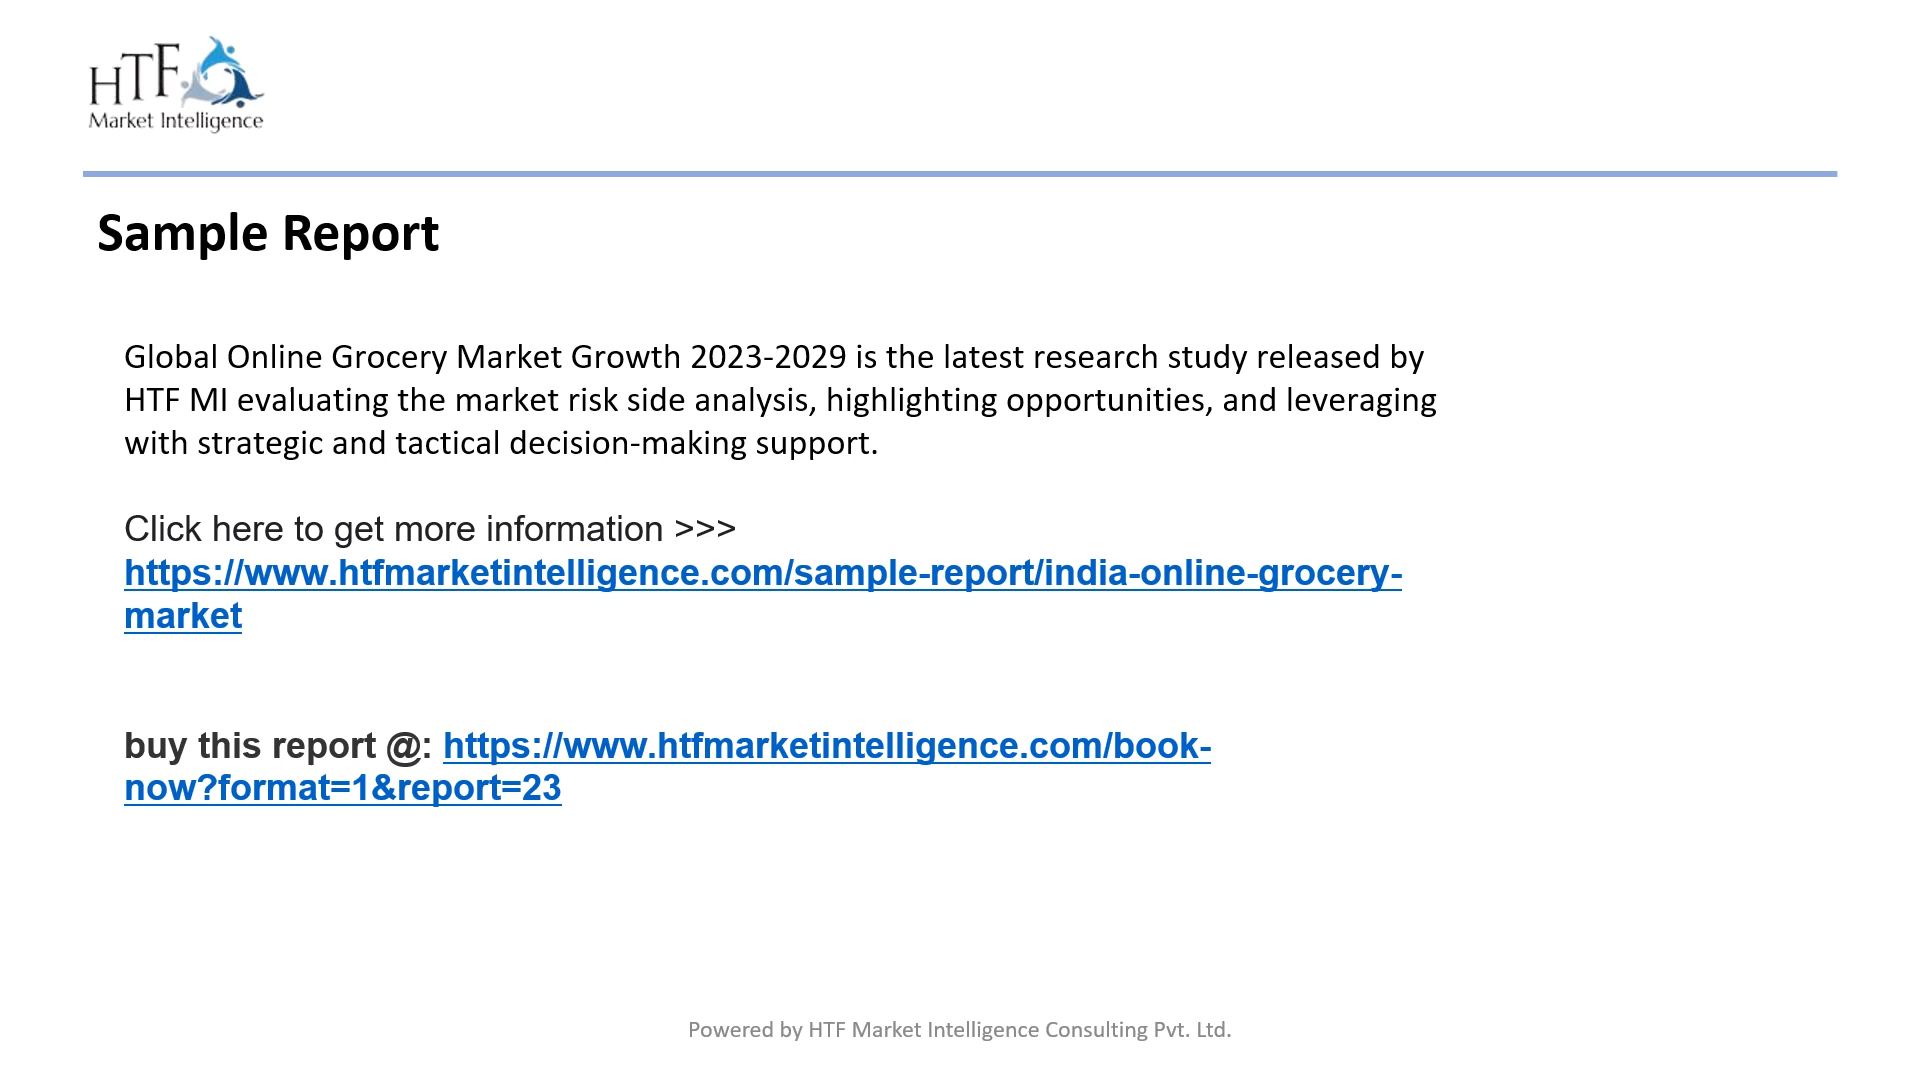 HTF
Market Intelligence
Sample Report
Global Online Grocery Market Growth 2023-2029 is the latest research study released by
HTF MI evaluating the market risk side analysis, highlighting opportunities, and leveraging
with strategic and tactical decision-making support.
Click here to get more information >>>
https://www.htfmarketintelligence.com/sample-report/india-online-grocery-
market
buy this report @: https://www.htfmarketintelligence.com/book-
now?format=1&report=23
Powered by HTF Market Intelligence Consulting Pvt. Ltd.